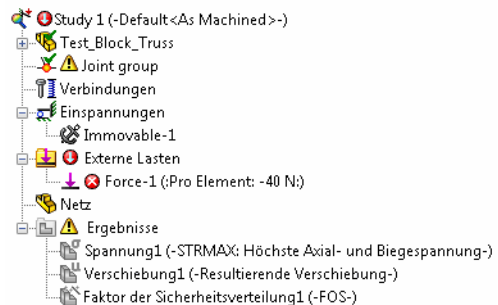 Study 1 (-Default<As Machined>-)
Test_Block_Truss
Joint group
Verbindungen
Einspannungen
Immovable-1
Externe Lasten
Force-1 (:Pro Element: -40 N:)
Netz
Ergebnisse
Spannung1 (-STRMAX: Höchste Axial- und Biegespannung-)
Verschiebung1 (-Resultierende Verschiebung-)
Faktor der Sicherheitsverteilung1 (-FOS-)